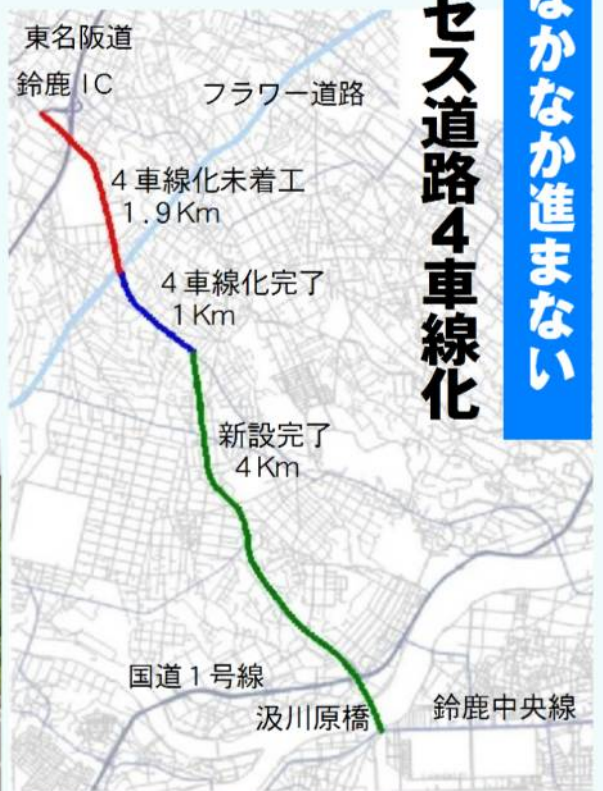 なかなか進まない
セス道路4車線化
東名阪道
鈴鹿IC
フラワー道路
4車線化未着工
1.9Km
4車線化完了
1Km
新設完了
4Km
国道1号線
汲川原橋
鈴鹿中央線